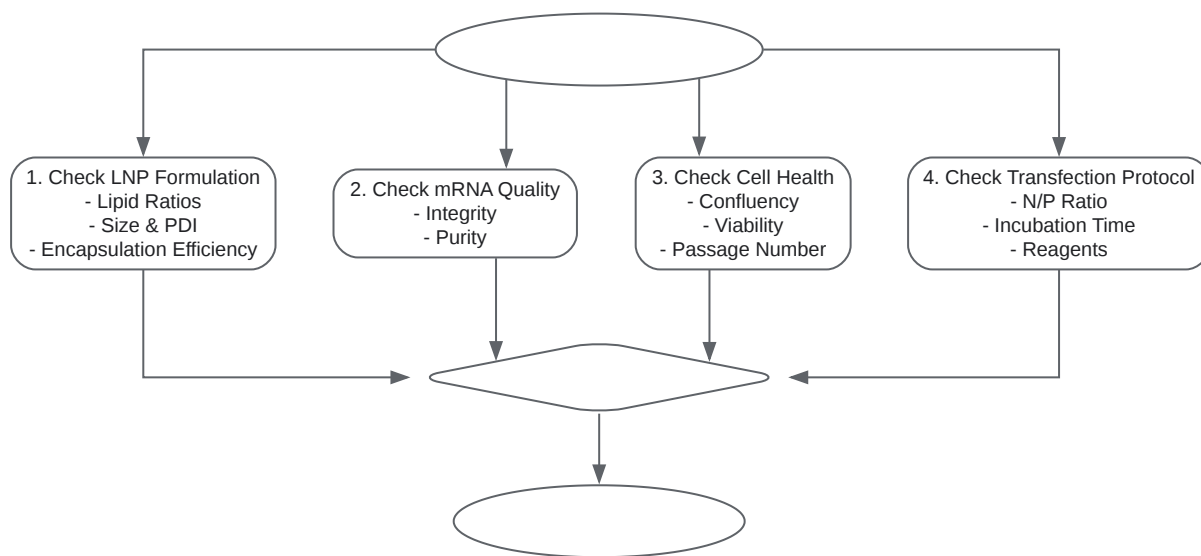 1. Check LNP Formulation
- Lipid Ratios
- Size & PDI
- Encapsulation Efficiency
2. Check mRNA Quality
- Integrity
- Purity
3. Check Cell Health
- Confluency
- Viability
- Passage Number
4. Check Transfection Protocol
- N/P Ratio
- Incubation Time
- Reagents